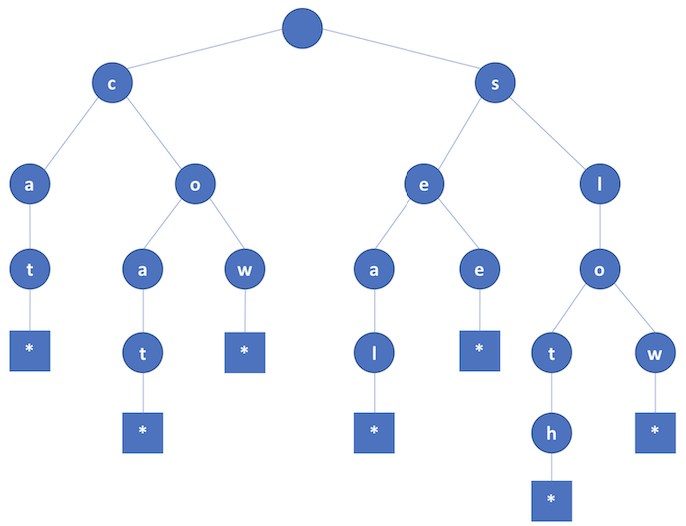 c s
a o e l
t a w a e o
* t * l * t w
* * h *
*